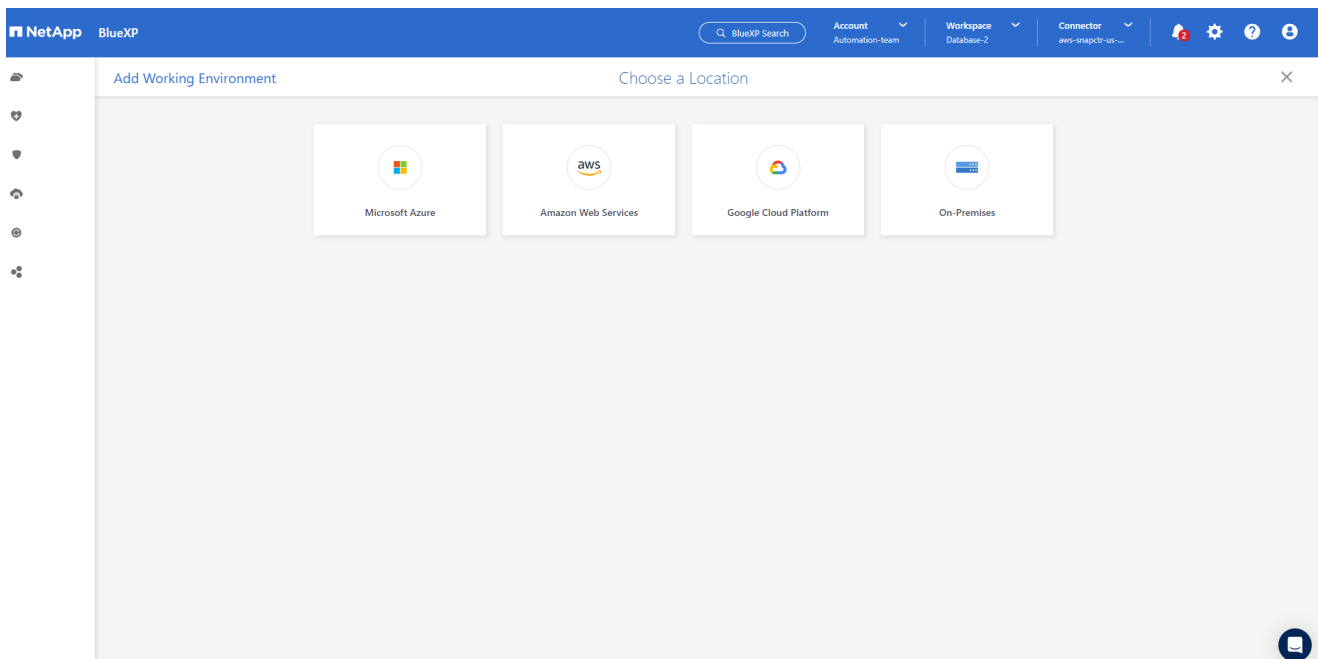 NetApp BlueXP
BlueXP Search
Account
Automation-team
Workspace
Database-2
Connector
aws-snapctr-us-...
2
Add Working Environment
Choose a Location
Microsoft Azure
aws
Amazon Web Services
Google Cloud Platform
On-Premises